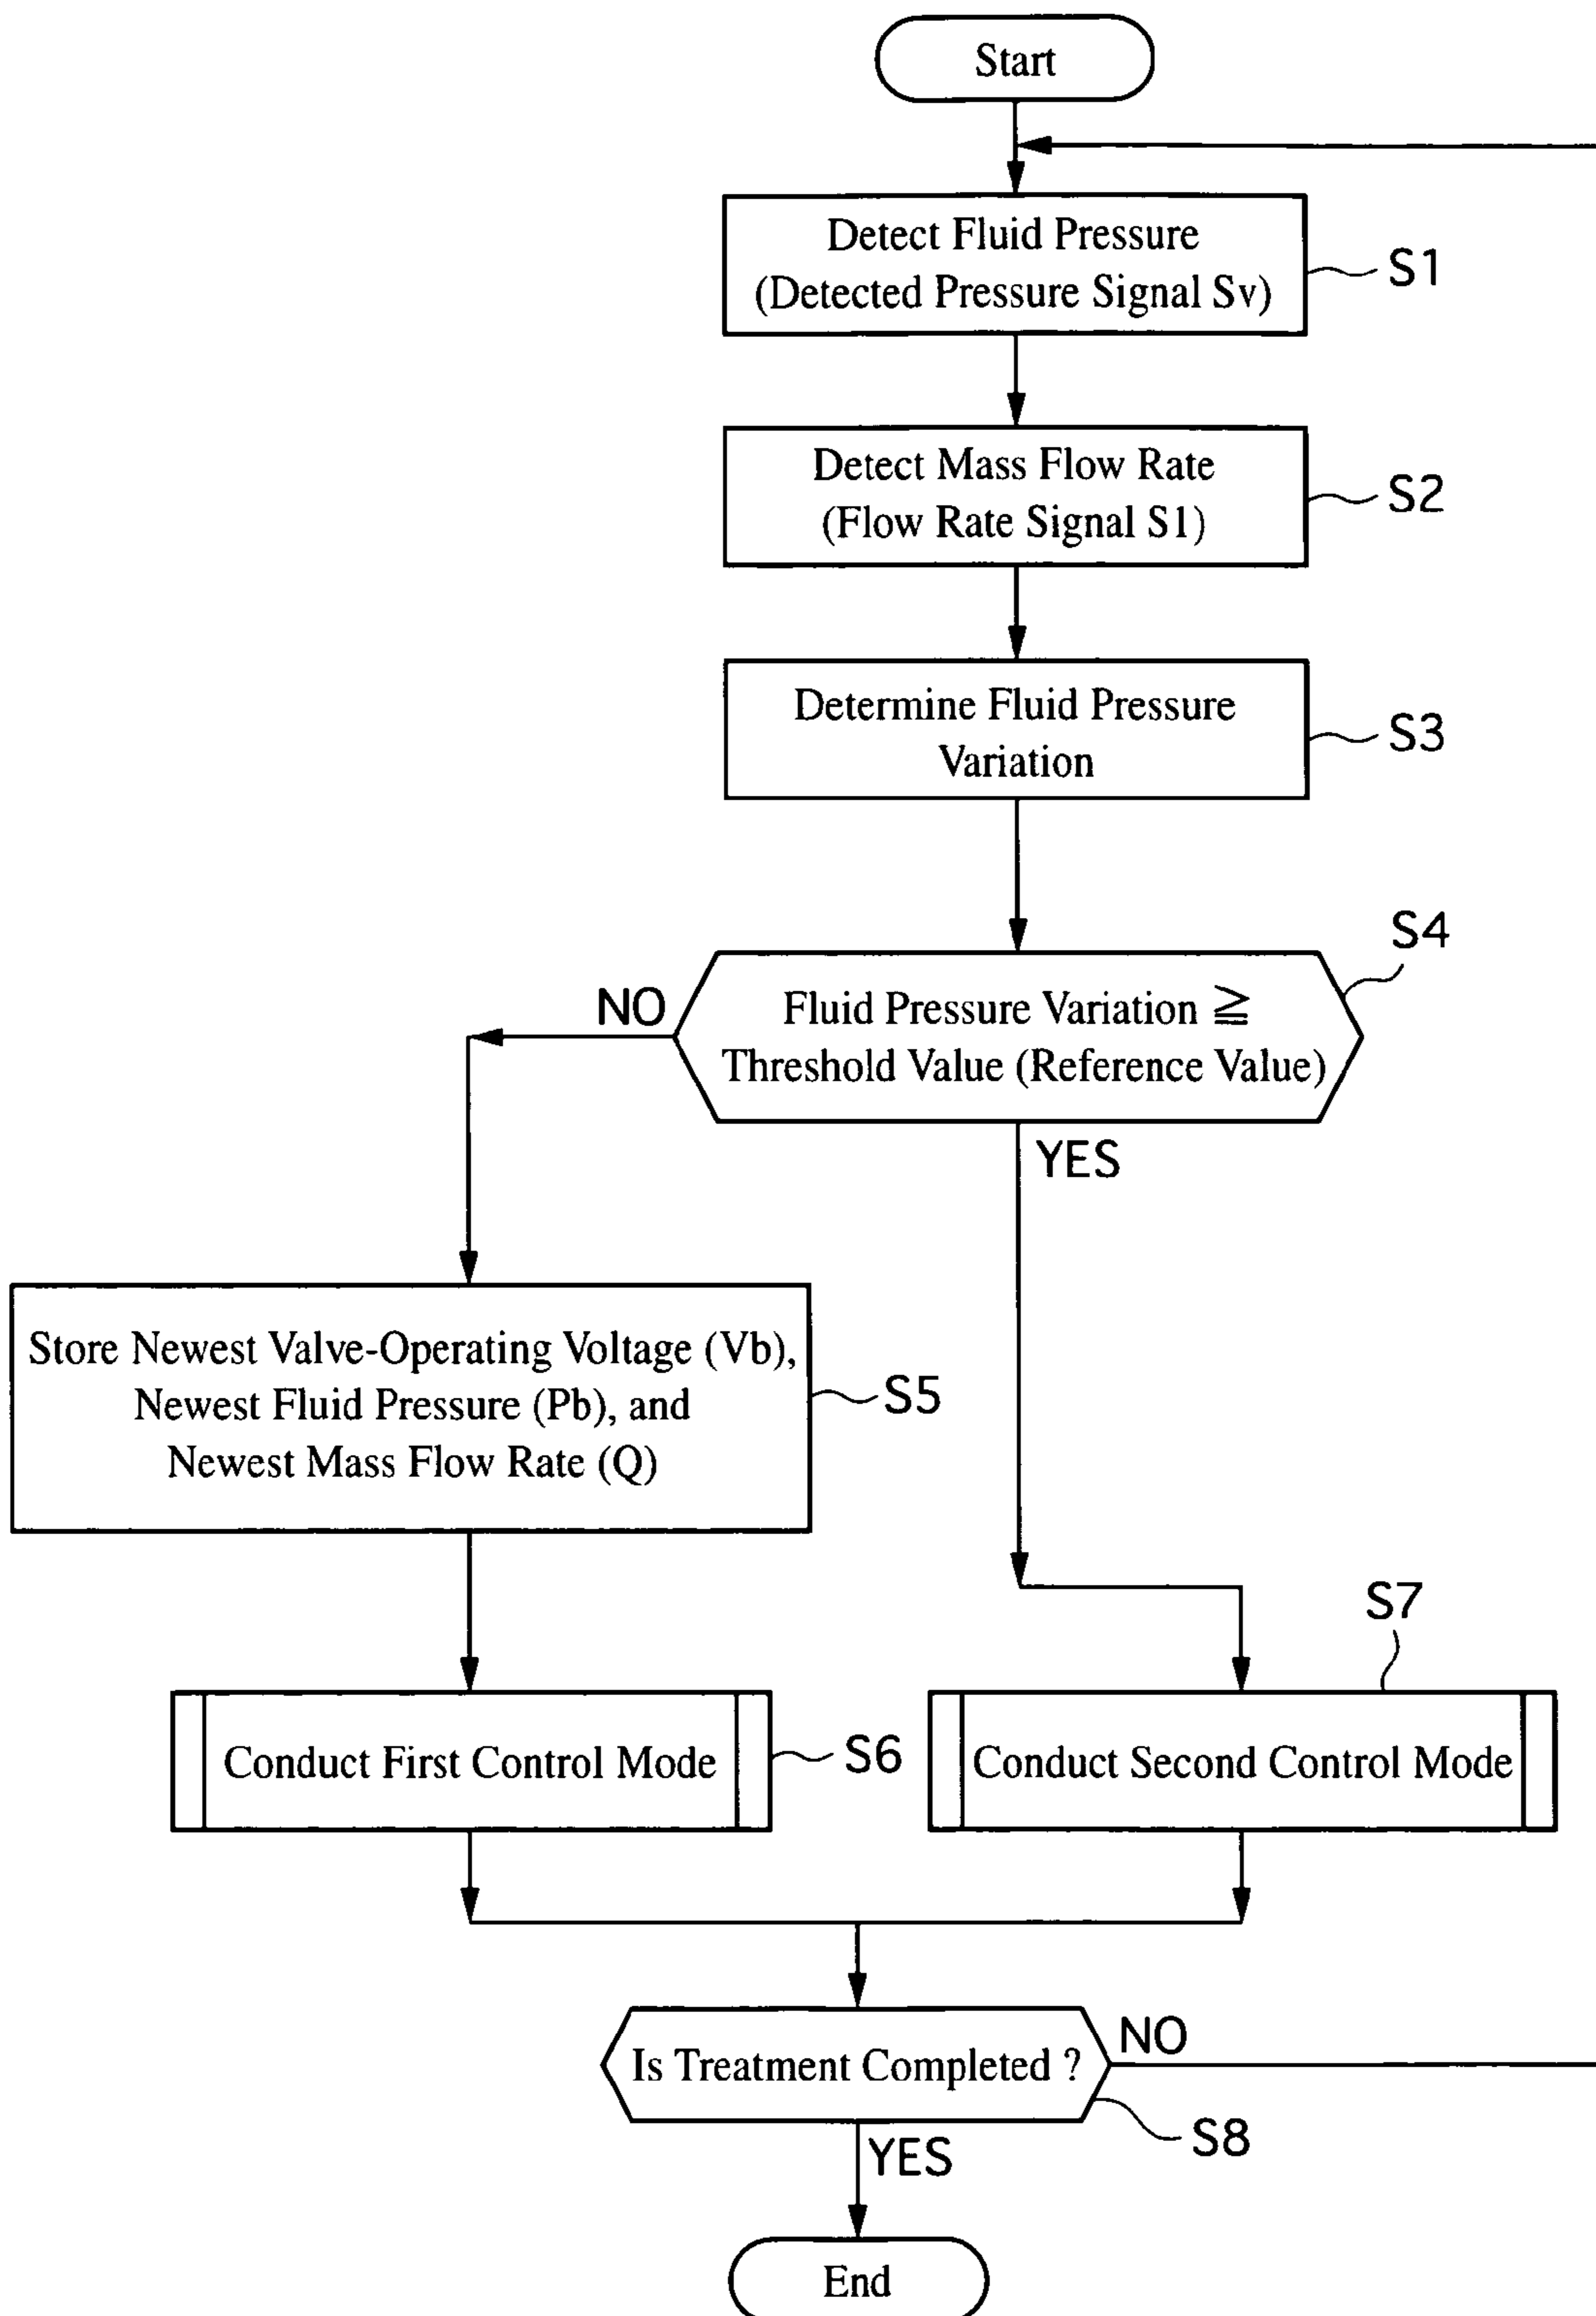 Start
Detect Fluid Pressure
(Detected Pressure Signal Sv)
S1
Detect Mass Flow Rate
(Flow Rate Signal S1)
S2
Determine Fluid Pressure
Variation
S3
S4
Fluid Pressure Variation ≧
Threshold Value (Reference Value)
NO
YES
Store Newest Valve-Operating Voltage (Vb),
Newest Fluid Pressure (Pb), and
Newest Mass Flow Rate (Q)
S5
S7
Conduct First Control Mode
S6
Conduct Second Control Mode
Is Treatment Completed ?
NO
S8
YES
End